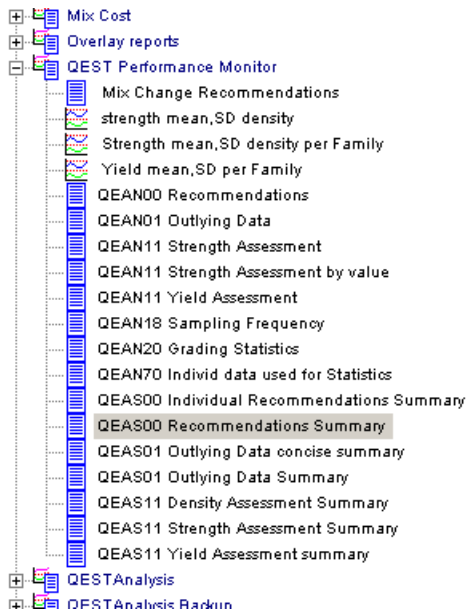 Mix Cost
Overlay reports
QEST Performance Monitor
Mix Change Recommendations
strength mean,SD density
Strength mean,SD density per Family
Yield mean,SD per Family
QEAN00 Recommendations
QEAN01 Outlying Data
QEAN11 Strength Assessment
QEAN11 Strength Assessment by value
QEAN11 Yield Assessment
QEAN18 Sampling Frequency
QEAN20 Grading Statistics
QEAN70 Individ data used for Statistics
QEAS00 Individual Recommendations Summary
QEAS00 Recommendations Summary
QEAS01 Outlying Data concise summary
QEAS01 Outlying Data Summary
QEAS11 Density Assessment Summary
QEAS11 Strength Assessment Summary
QEAS11 Yield Assessment summary
QESTAnalysis
QESTAnalysis Backup